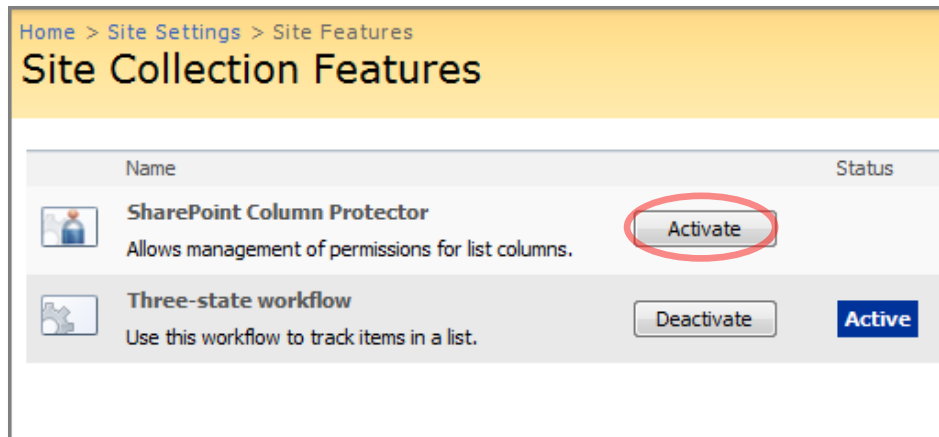 Home > Site Settings > Site Features
Site Collection Features
Name Status
SharePoint Column Protector
Activate
Allows management of permissions for list columns.
Three-state workflow
Deactivate Active
Use this workflow to track items in a list.